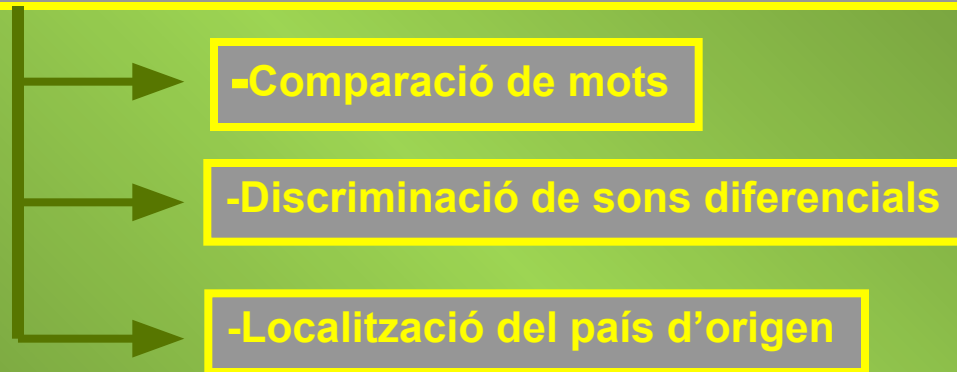 -Comparació de mots
-Discriminació de sons diferencials
-Localització del país d’origen